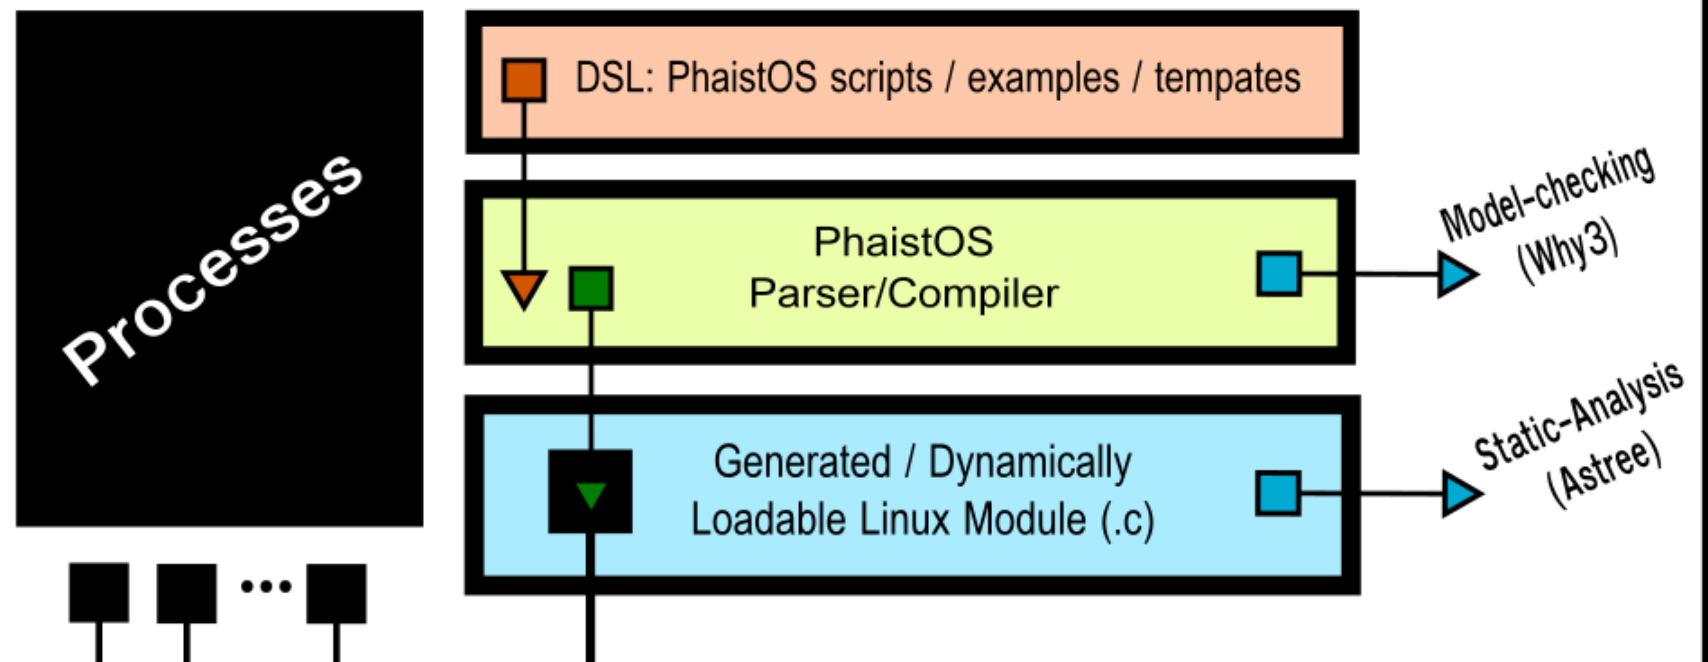 Processes
DSL: PhaistOS scripts / examples / tempates
PhaistOS
Parser/Compiler
Model-checking
(Why3)
Generated / Dynamically
Loadable Linux Module (.c)
Static-Analysis
(Astree)
...